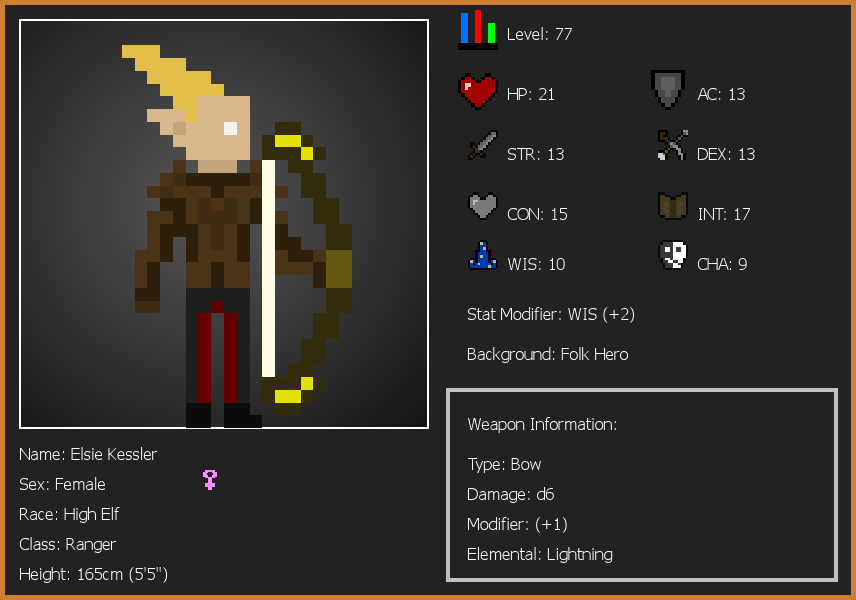 Level: 77
HP: 21
AC: 13
STR: 13
DEX: 13
CON: 15
INT: 17
WIS: 10
CHA: 9
Stat Modifier: WIS (+2)
Background: Folk Hero
Weapon Information:
Type: Bow
Damage: d6
Modifier: (+1)
Elemental: Lightning
Name: Elsie Kessler
Sex: Female
Race: High Elf
Class: Ranger
Height: 165cm (5'5")